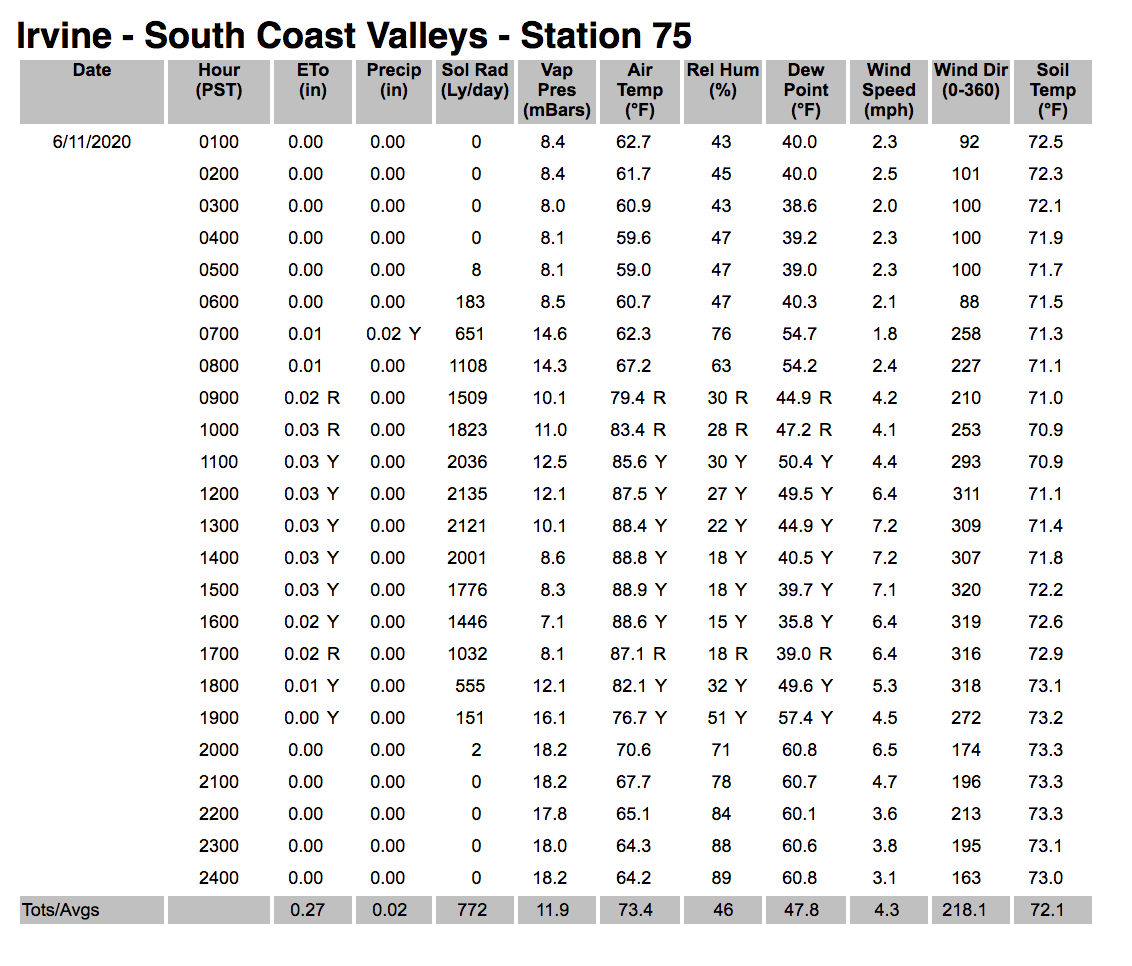 Irvine - South Coast Valleys - Station 75
Date Hour (PST) ETo (in) Precip (in) Sol Rad (Ly/day) Vap Pres (mBars) Air Temp (°F) Rel Hum (%) Dew Point (°F) Wind Speed (mph) Wind Dir (0-360) Soil Temp (°F)
6/11/2020 0100 0.00 0.00 0 8.4 62.7 43 40.0 2.3 92 72.5
0200 0.00 0.00 0 8.4 61.7 45 40.0 2.5 101 72.3
0300 0.00 0.00 0 8.0 60.9 43 38.6 2.0 100 72.1
0400 0.00 0.00 0 8.1 59.6 47 39.2 2.3 100 71.9
0500 0.00 0.00 8 8.1 59.0 47 39.0 2.3 100 71.7
0600 0.00 0.00 183 8.5 60.7 47 40.3 2.1 88 71.5
0700 0.01 0.02 Y 651 14.6 62.3 76 54.7 1.8 258 71.3
0800 0.01 0.00 1108 14.3 67.2 63 54.2 2.4 227 71.1
0900 0.02 R 0.00 1509 10.1 79.4 R 30 R 44.9 R 4.2 210 71.0
1000 0.03 R 0.00 1823 11.0 83.4 R 28 R 47.2 R 4.1 253 70.9
1100 0.03 Y 0.00 2036 12.5 85.6 Y 30 Y 50.4 Y 4.4 293 70.9
1200 0.03 Y 0.00 2135 12.1 87.5 Y 27 Y 49.5 Y 6.4 311 71.1
1300 0.03 Y 0.00 2121 10.1 88.4 Y 22 Y 44.9 Y 7.2 309 71.4
1400 0.03 Y 0.00 2001 8.6 88.8 Y 18 Y 40.5 Y 7.2 307 71.8
1500 0.03 Y 0.00 1776 8.3 88.9 Y 18 Y 39.7 Y 7.1 320 72.2
1600 0.02 Y 0.00 1446 7.1 88.6 Y 15 Y 35.8 Y 6.4 319 72.6
1700 0.02 R 0.00 1032 8.1 87.1 R 18 R 39.0 R 6.4 316 72.9
1800 0.01 Y 0.00 555 12.1 82.1 Y 32 Y 49.6 Y 5.3 318 73.1
1900 0.00 Y 0.00 151 16.1 76.7 Y 51 Y 57.4 Y 4.5 272 73.2
2000 0.00 0.00 2 18.2 70.6 71 60.8 6.5 174 73.3
2100 0.00 0.00 0 18.2 67.7 78 60.7 4.7 196 73.3
2200 0.00 0.00 0 17.8 65.1 84 60.1 3.6 213 73.3
2300 0.00 0.00 0 18.0 64.3 88 60.6 3.8 195 73.1
2400 0.00 0.00 0 18.2 64.2 89 60.8 3.1 163 73.0
Tots/Avgs 0.27 0.02 772 11.9 73.4 46 47.8 4.3 218.1 72.1